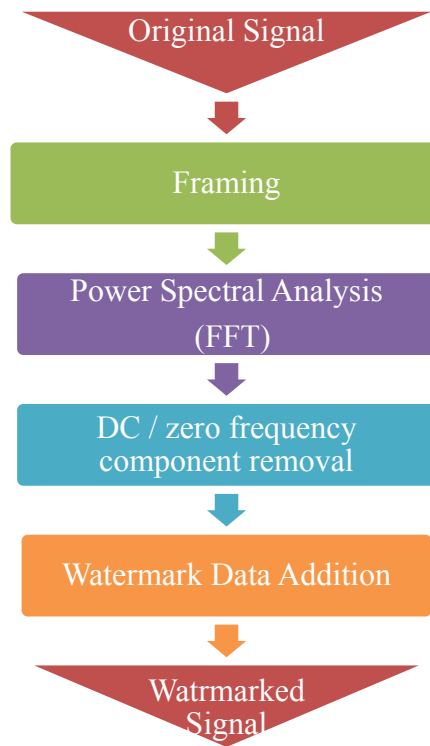 Original Signal
Framing
Power Spectral Analysis
(FFT)
DC / zero frequency
component removal
Watermark Data Addition
Watrmarked
Signal